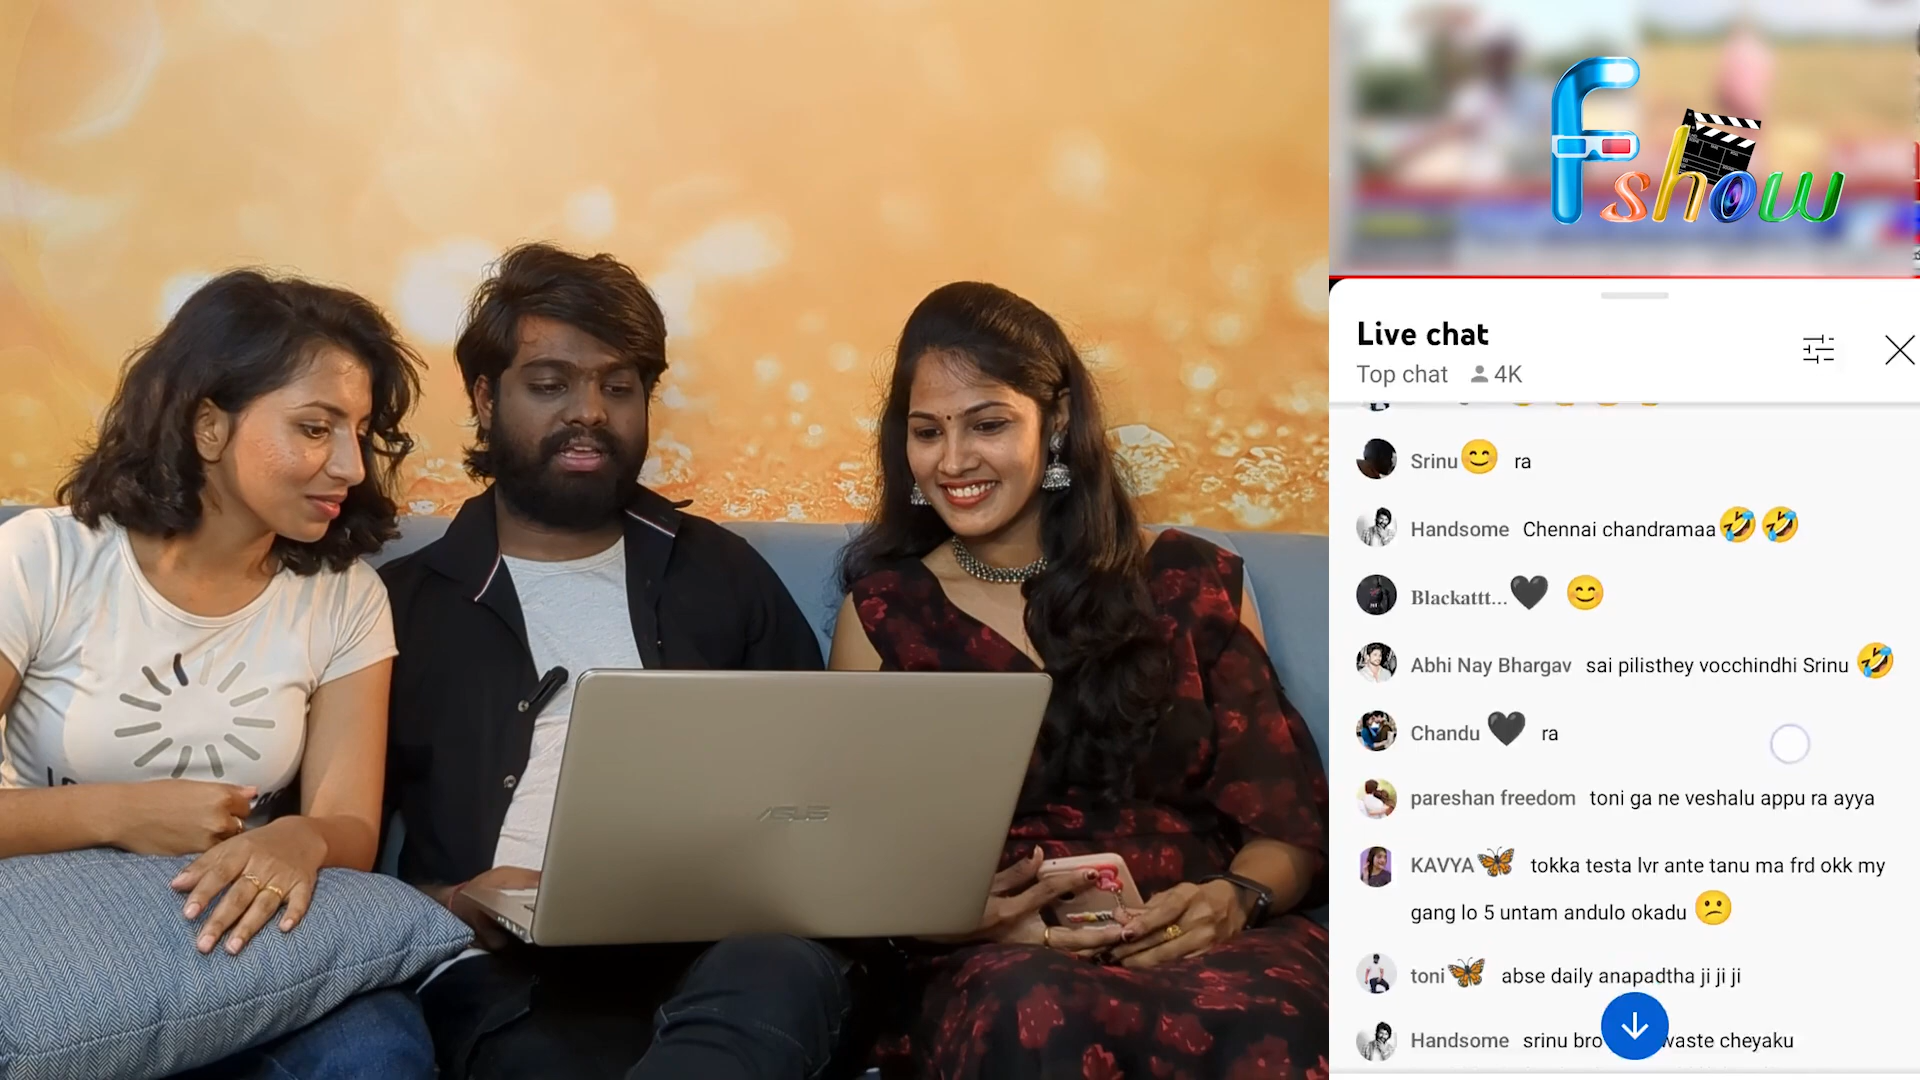 Fshow
Live chat
Top chat 4K
Srinu😊 ra
Handsome Chennai chandramaa🤣🤣
Blackattt...🖤 😊
Abhi Nay Bhargav sai pilisthey vocchindhi Srinu 🤣
Chandu🖤 ra
pareshan freedom toni ga ne veshalu appu ra ayya
KAVYA🦋 tokka testa lvr ante tanu ma frd okk my
gang lo 5 untam andulo okadu 😕
toni🦋 abse daily anapadtha ji ji ji
Handsome srinu bro waste cheyaku
ASUS